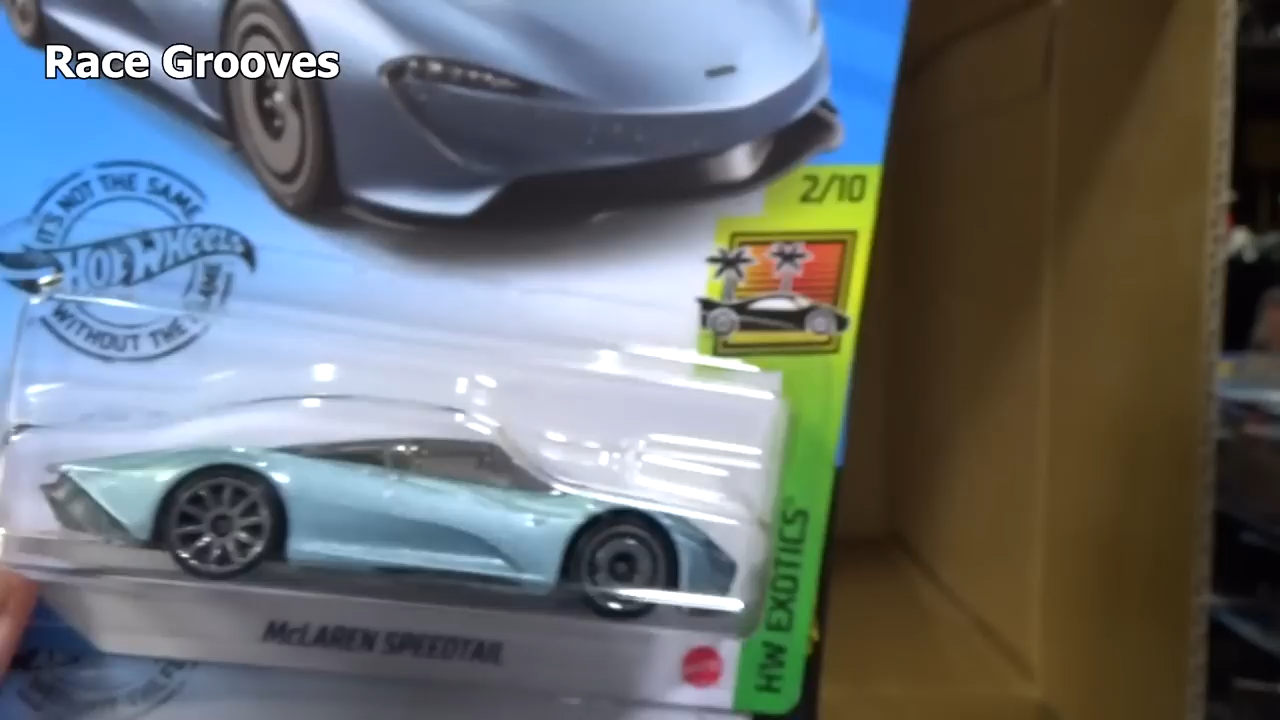 Race Grooves
2/10
IT'S NOT THE SAME
HOT WHEELS
WITHOUT THE
McLAREN SPEEDTAIL
HW EXOTICS